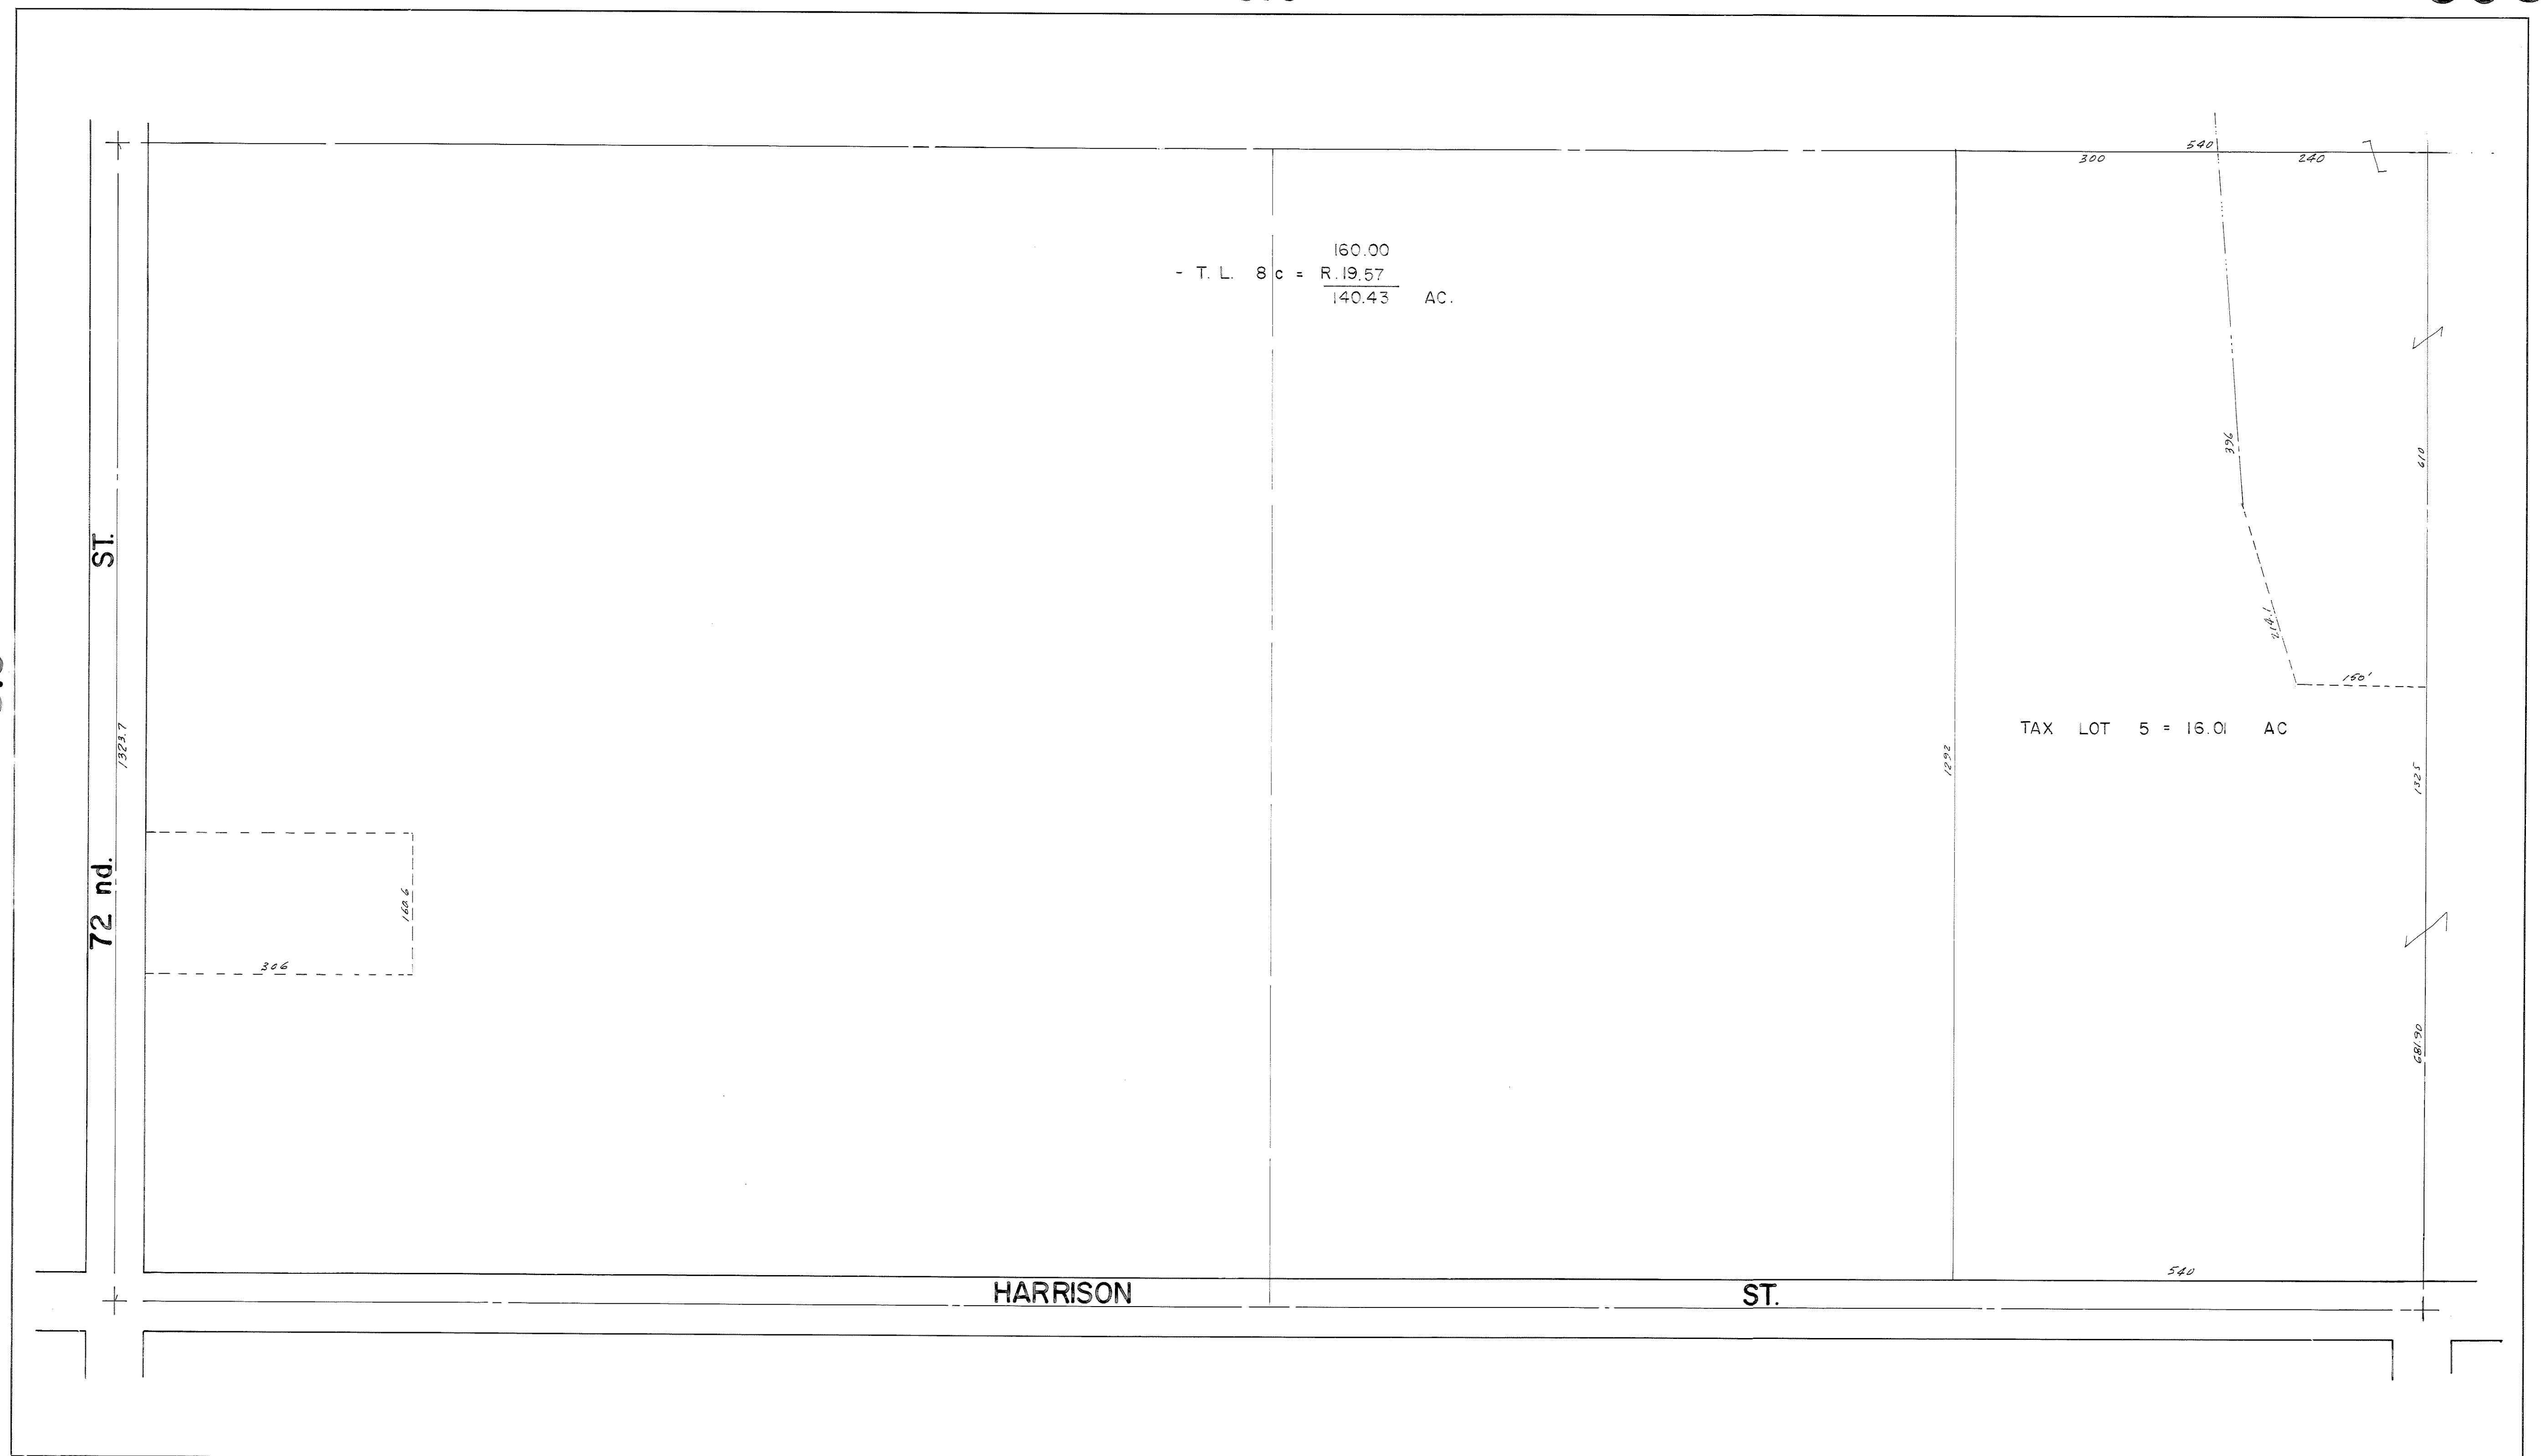 540
300 240
160.00
- T. L. 8 c = R.19.57
140.43 AC.
396
610
ST.
214.1
150'
TAX LOT 5 = 16.01 AC
1323.7
1292
1325
72 nd.
160.6
306
681.90
540
HARRISON ST.